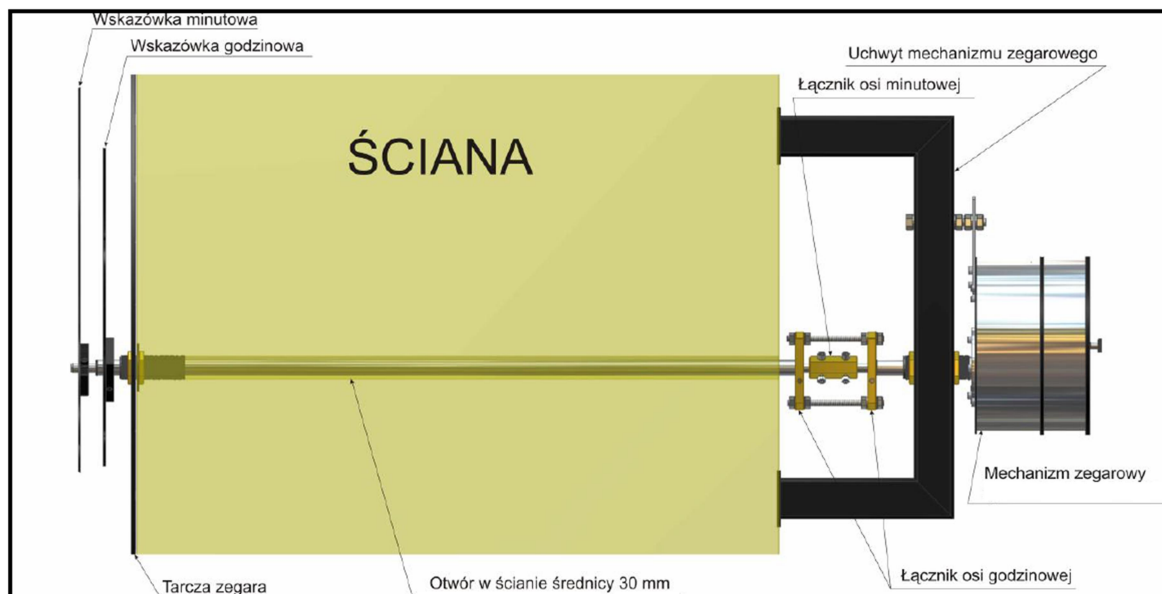 Wskazówka minutowa
Wskazówka godzinowa
Uchwyt mechanizmu zegarowego
Łącznik osi minutowej
ŚCIANA
Mechanizm zegarowy
Łącznik osi godzinowej
Otwór w ścianie średnicy 30 mm
Tarcza zegara